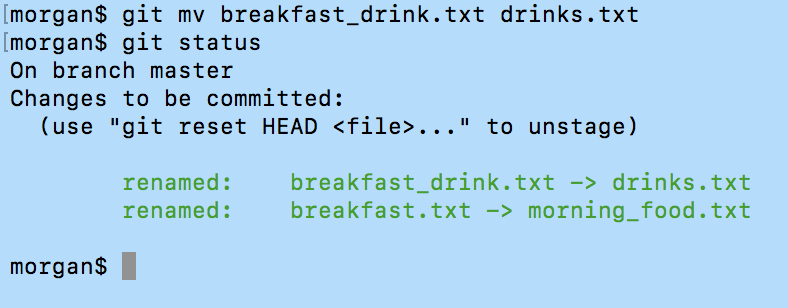 [morgan$ git mv breakfast_drink.txt drinks.txt
[morgan$ git status
On branch master
Changes to be committed:
  (use "git reset HEAD <file>..." to unstage)
        renamed:    breakfast_drink.txt -> drinks.txt
        renamed:    breakfast.txt -> morning_food.txt
morgan$